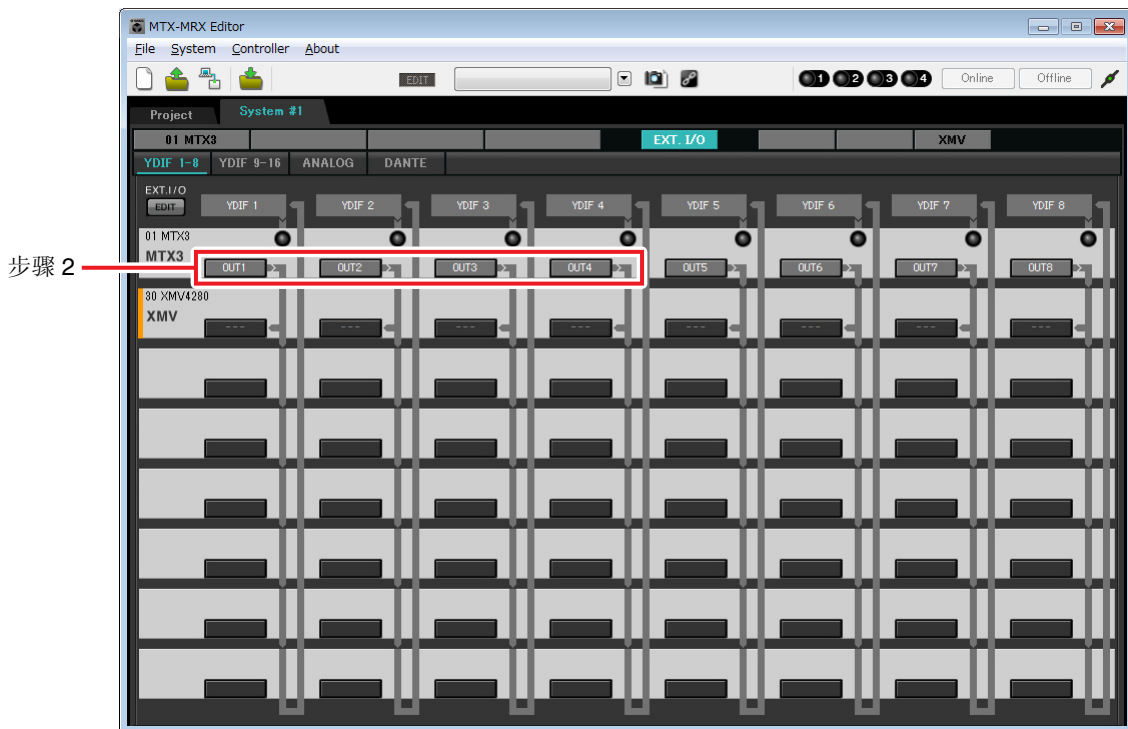 MTX-MRX Editor
File System Controller About
EDIT 1 2 3 4 Online Offline
Project System #1
01 MTX3 EXT. I/O XMV
YDIF 1-8 YDIF 9-16 ANALOG DANTE
EXT.I/O
EDIT YDIF 1 YDIF 2 YDIF 3 YDIF 4 YDIF 5 YDIF 6 YDIF 7 YDIF 8
01 MTX3
MTX3
步骤 2
OUT1 OUT2 OUT3 OUT4 OUT5 OUT6 OUT7 OUT8
30 XMV4280
XMV
--- --- --- --- --- --- --- ---